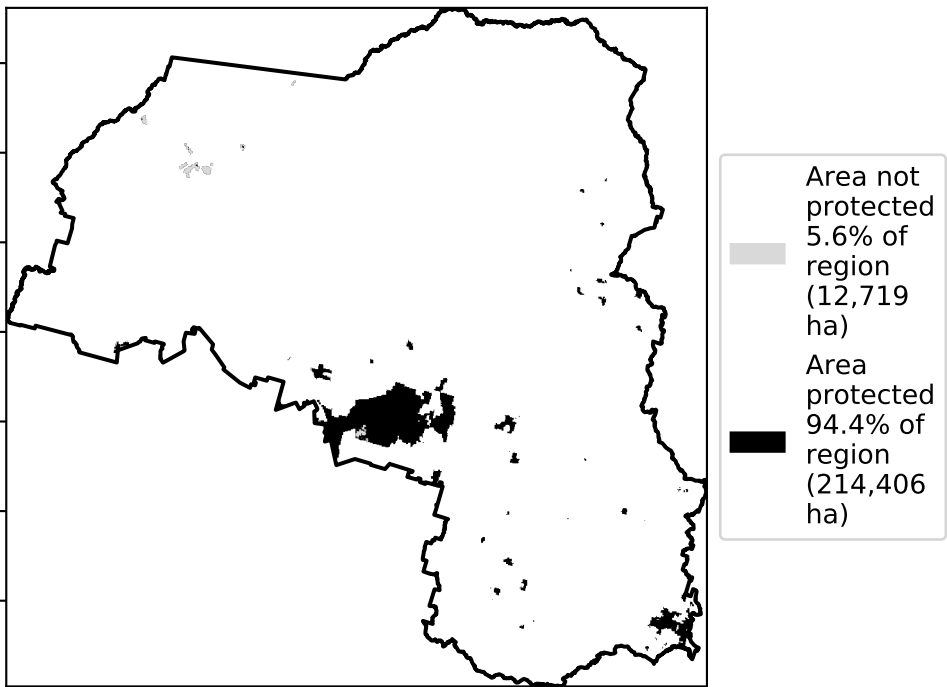 Area not
protected
5.6% of
region
(12,719
ha)
Area
protected
94.4% of
region
(214,406
ha)